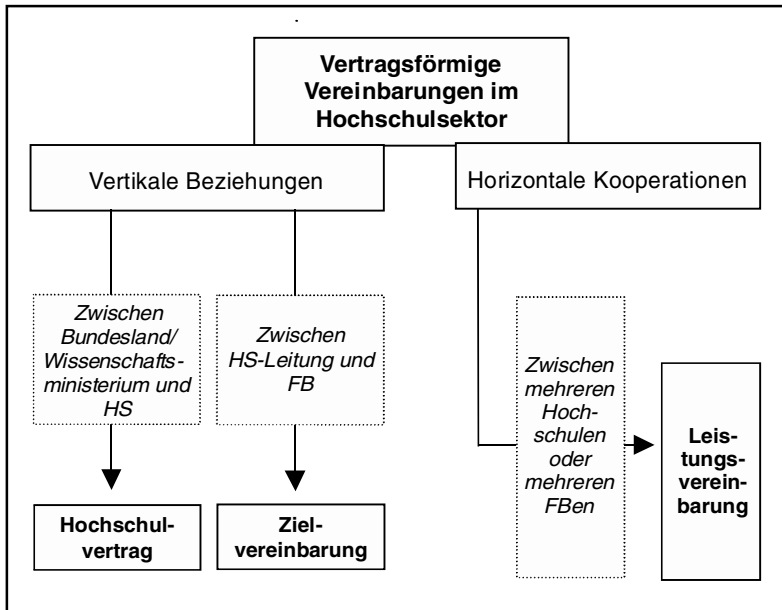 Vertragsförmige
Vereinbarungen im
Hochschulsektor
Vertikale Beziehungen
Horizontale Kooperationen
Zwischen
Bundesland/
Wissenschafts-
ministerium und
HS
Zwischen
HS-Leitung und
FB
Zwischen
mehreren
Hoch-
schulen
oder
mehreren
FBen
Hochschul-
vertrag
Ziel-
vereinbarung
Leis-
tungs-
verein-
barung